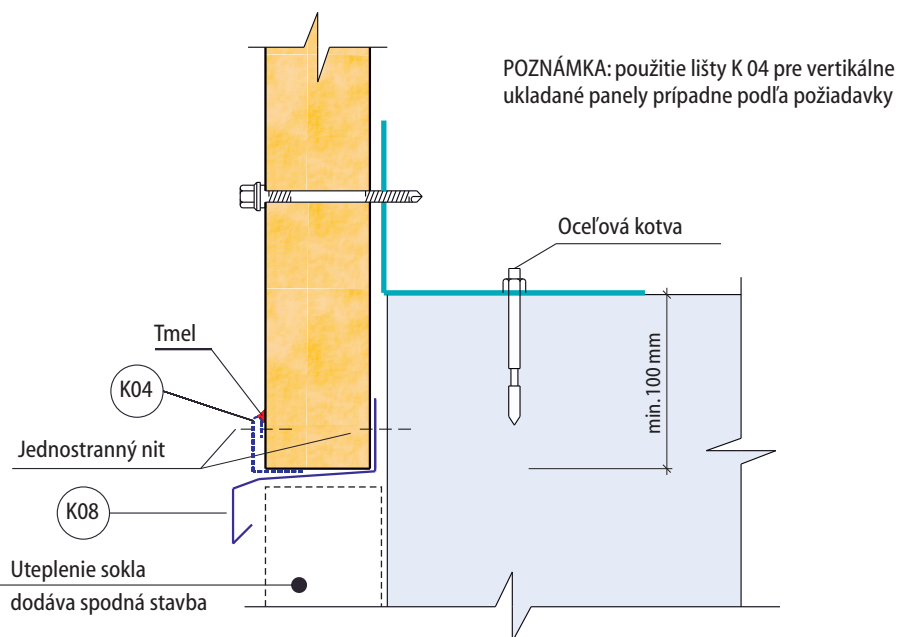 POZNÁMKA: použitie lišty K 04 pre vertikálne
ukladané panely prípadne podľa požiadavky
Oceľová kotva
Tmel
K04
min. 100 mm
Jednostranný nit
K08
Uteplenie sokla
dodáva spodná stavba